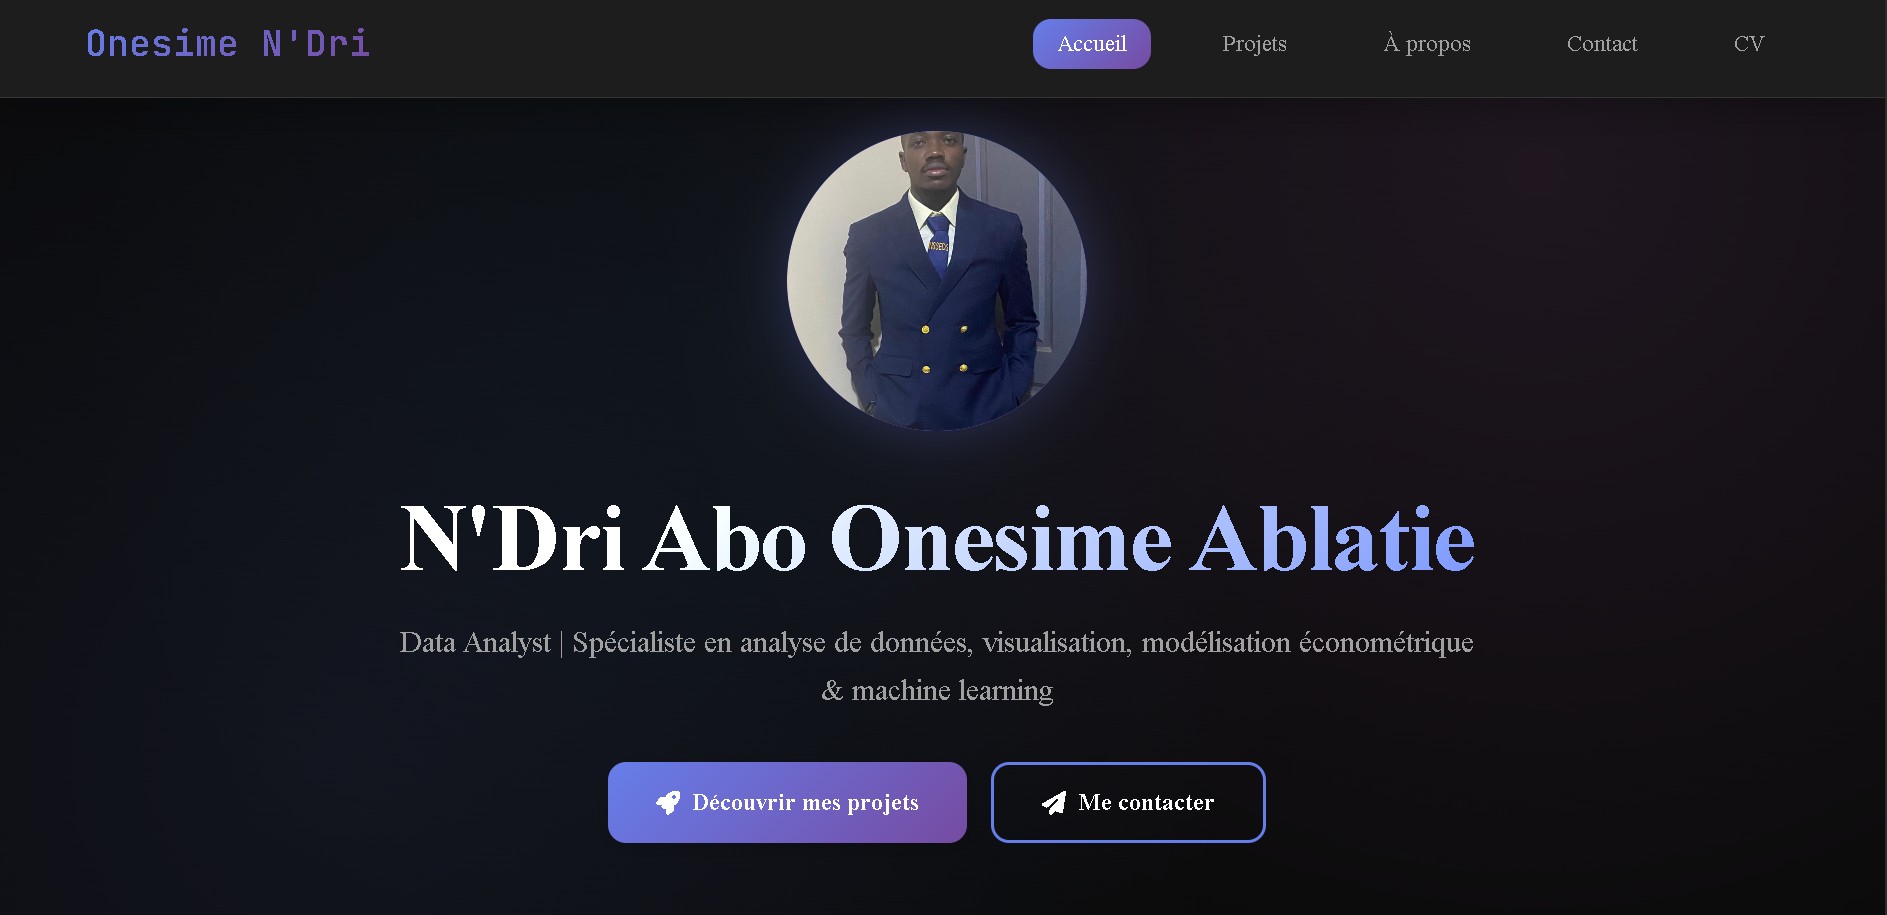 Onesime N'Dri
Accueil Projets À propos Contact CV
N'Dri Abo Onesime Ablatie
Data Analyst | Spécialiste en analyse de données, visualisation, modélisation économétrique
& machine learning
Découvrir mes projets Me contacter